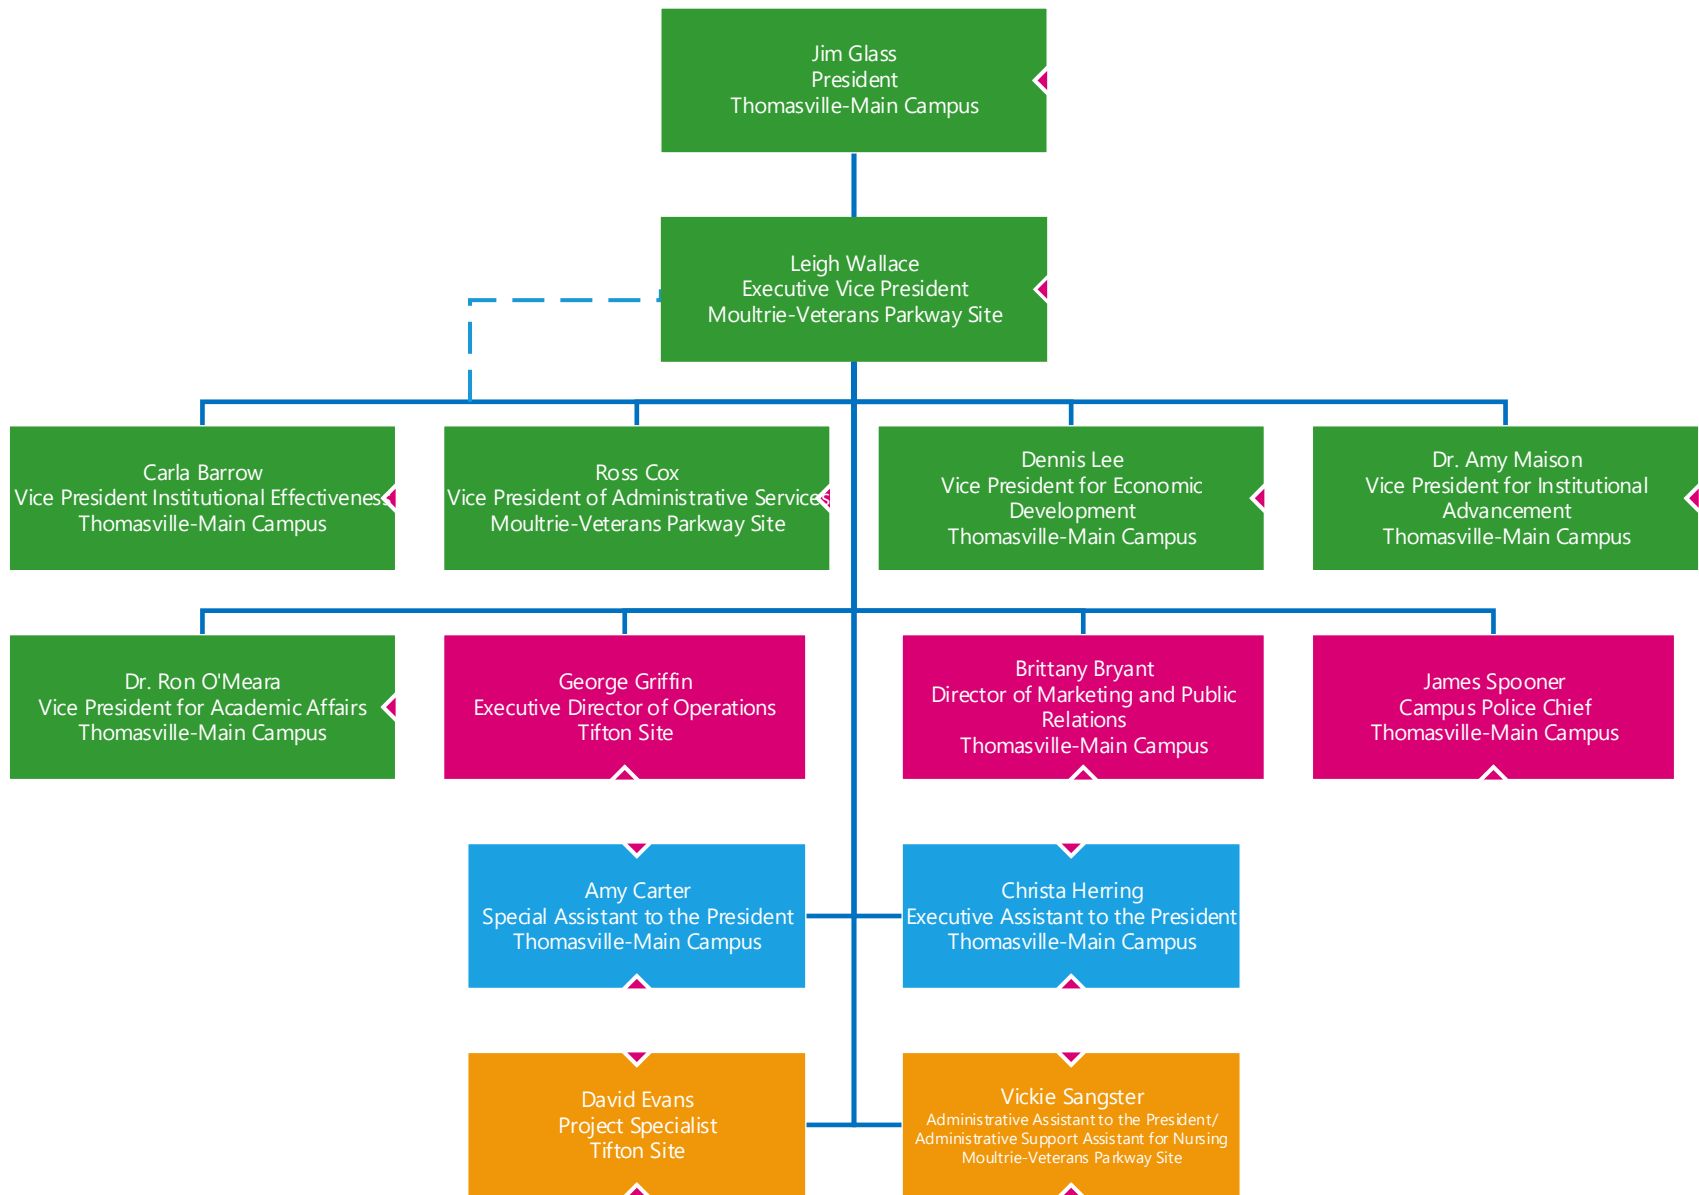 Jim Glass
President
Thomasville-Main Campus
Leigh Wallace
Executive Vice President
Moultrie-Veterans Parkway Site
Carla Barrow
Vice President Institutional Effectiveness
Thomasville-Main Campus
Ross Cox
Vice President of Administrative Services
Moultrie-Veterans Parkway Site
Dennis Lee
Vice President for Economic
Development
Thomasville-Main Campus
Dr. Amy Maison
Vice President for Institutional
Advancement
Thomasville-Main Campus
Dr. Ron O'Meara
Vice President for Academic Affairs
Thomasville-Main Campus
George Griffin
Executive Director of Operations
Tifton Site
Brittany Bryant
Director of Marketing and Public
Relations
Thomasville-Main Campus
James Spooner
Campus Police Chief
Thomasville-Main Campus
Amy Carter
Special Assistant to the President
Thomasville-Main Campus
Christa Herring
Executive Assistant to the President
Thomasville-Main Campus
David Evans
Project Specialist
Tifton Site
Vickie Sangster
Administrative Assistant to the President/
Administrative Support Assistant for Nursing
Moultrie-Veterans Parkway Site